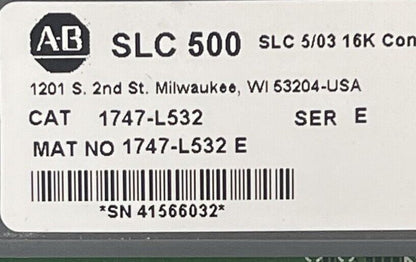 AB SLC 500 SLC 5/03 16K Con
1201 S. 2nd St. Milwaukee, WI 53204-USA
CAT 1747-L532 SER E
MAT NO 1747-L532 E
*SN 41566032*